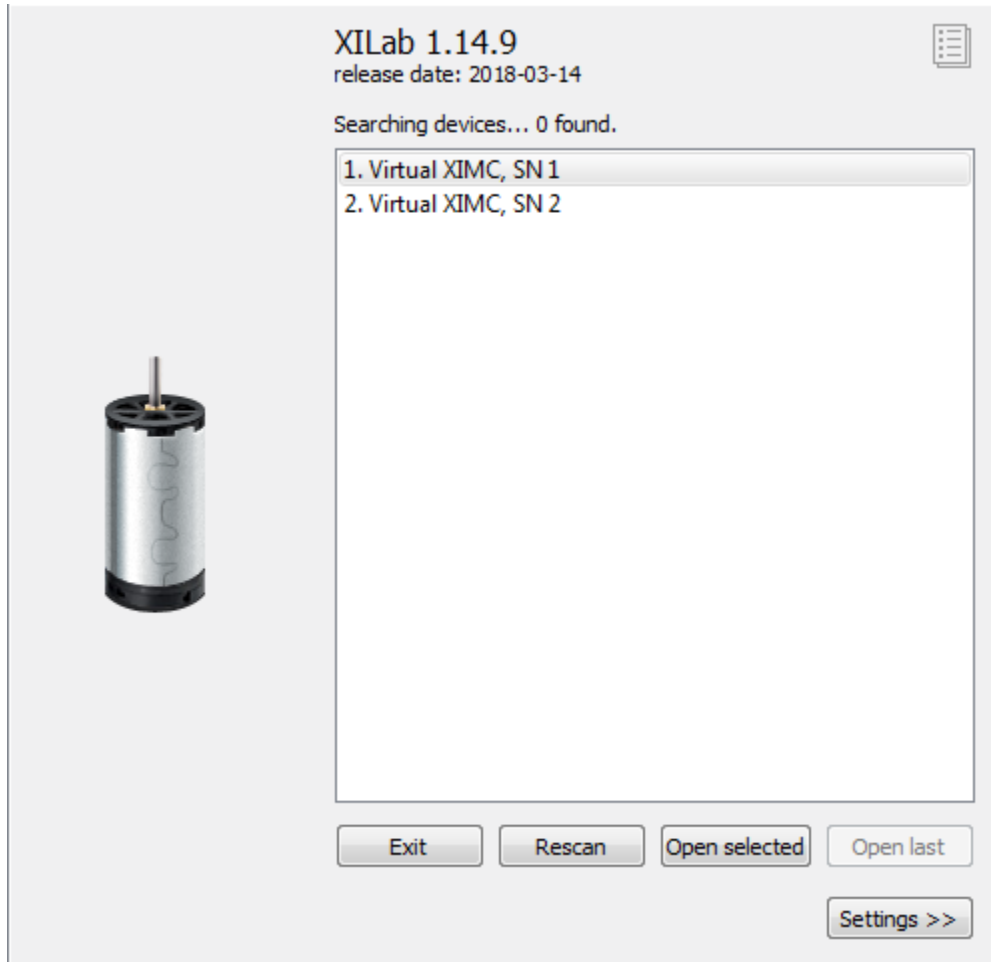 XILab 1.14.9
release date: 2018-03-14
Searching devices... 0 found.
1. Virtual XIMC, SN 1
2. Virtual XIMC, SN 2
Exit
Rescan
Open selected
Open last
Settings >>